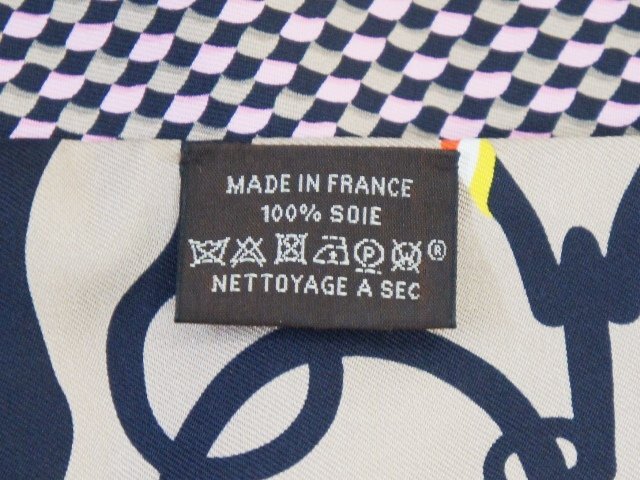 MADE IN FRANCE
100% SOIE
P W ®
NETTOYAGE A SEC